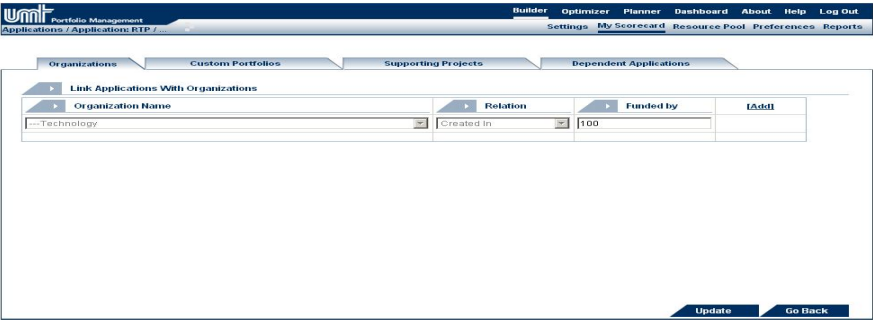 umt Portfolio Management
Builder Optimizer Planner Dashboard About Help Log Out
Applications / Application: RTP / ...
Settings My Scorecard Resource Pool Preferences Reports
Organizations Custom Portfolios Supporting Projects Dependent Applications
Link Applications With Organizations
Organization Name Relation Funded by [Add]
---Technology Created In 100
Update Go Back